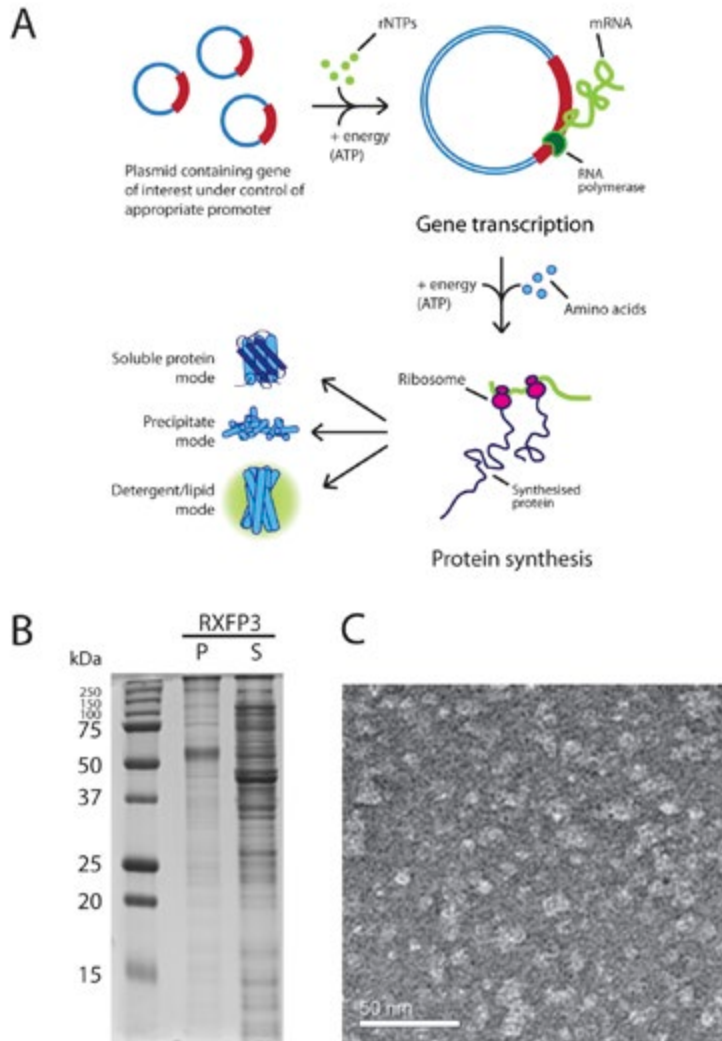 A
rNTPs
mRNA
+ energy
(ATP)
RNA
polymerase
Plasmid containing gene
of interest under control of
appropriate promoter
Gene transcription
+ energy
(ATP)
Amino acids
Soluble protein
mode
Ribosome
Precipitate
mode
Synthesised
protein
Detergent/lipid
mode
Protein synthesis
B
RXFP3
C
kDa
P
S
250
150
100
75
50
37
25
20
15
50 nm